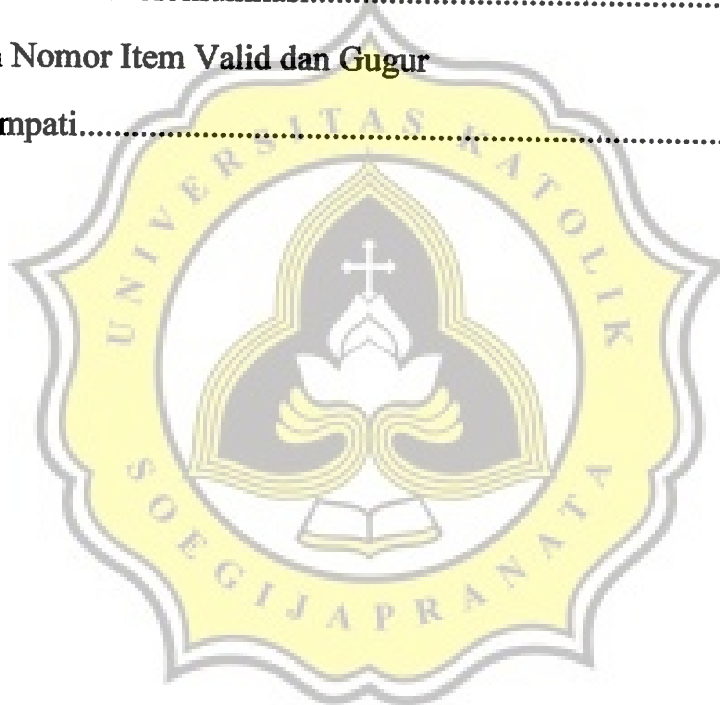 Nomor Item Valid dan Gugur
mpati.......................................................................................
UNIVERSITAS KATOLIK
SOEGIJAPRANATA